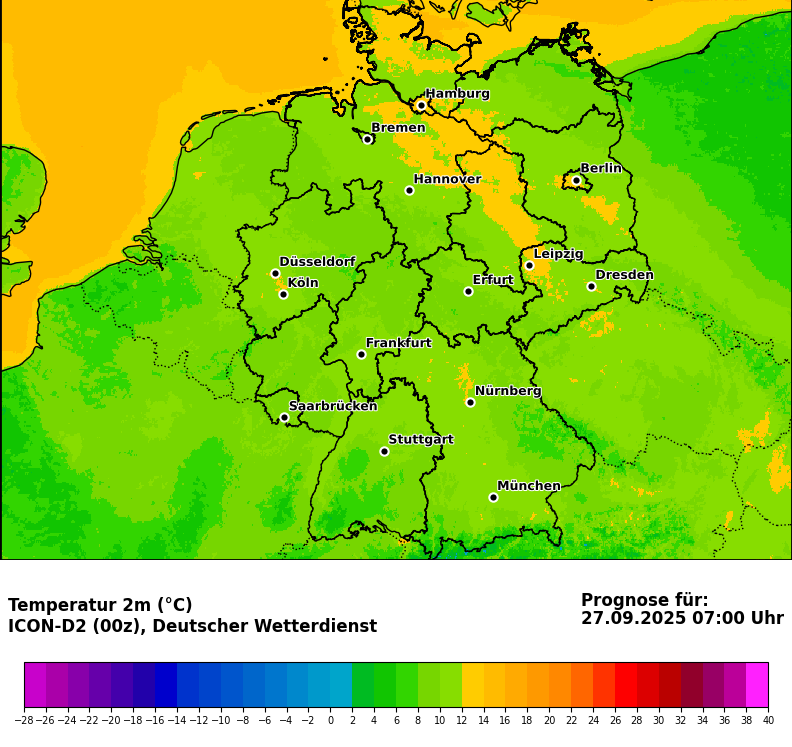 Hamburg
Bremen
Berlin
Hannover
Leipzig
Düsseldorf
Dresden
Köln
Erfurt
Frankfurt
Nürnberg
Saarbrücken
Stuttgart
München
Temperatur 2m (°C)
ICON-D2 (00z), Deutscher Wetterdienst
Prognose für:
27.09.2025 07:00 Uhr
−28 −26 −24 −22 −20 −18 −16 −14 −12 −10 −8 −6 −4 −2 0 2 4 6 8 10 12 14 16 18 20 22 24 26 28 30 32 34 36 38 40